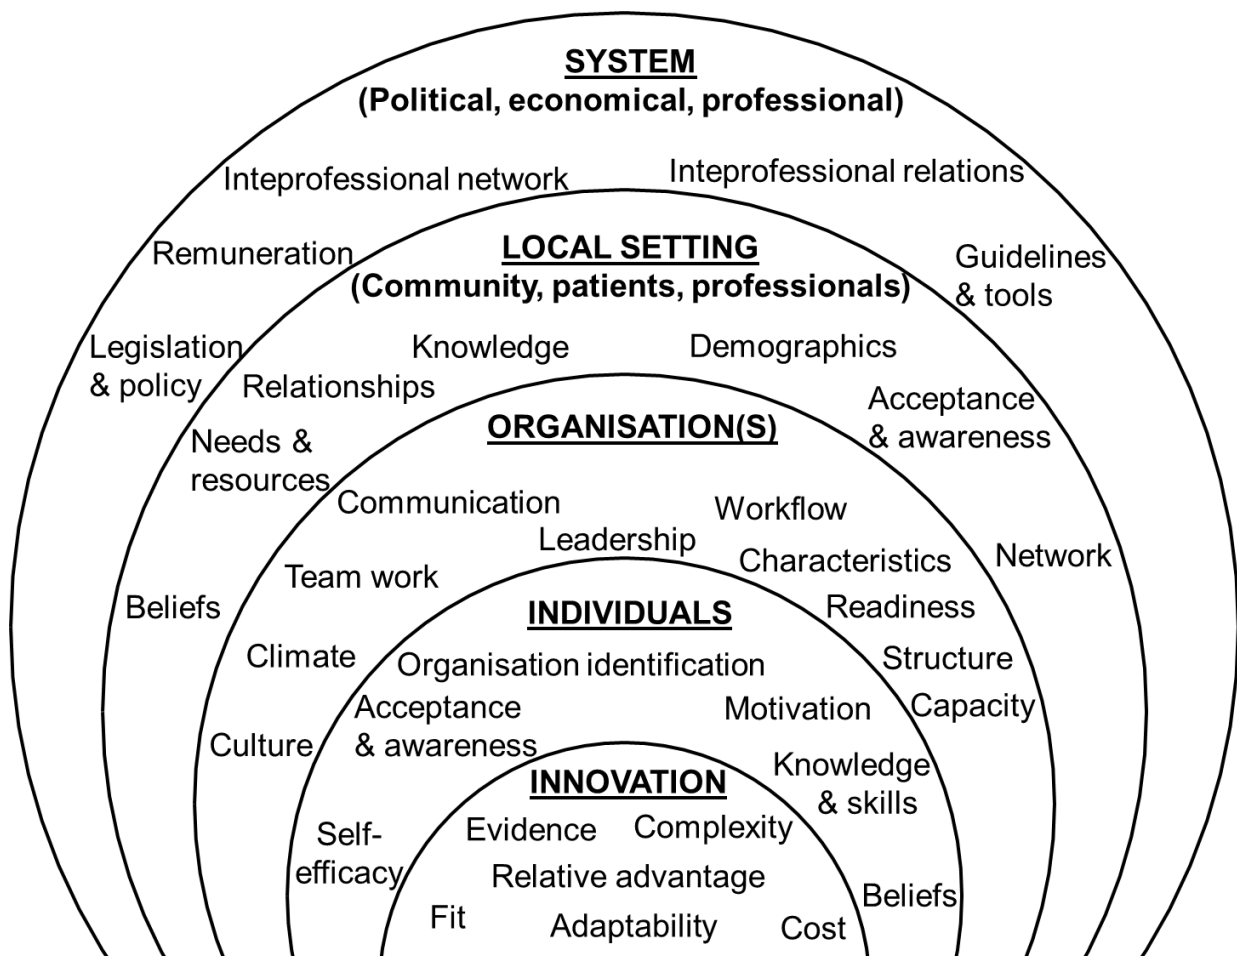 SYSTEM
(Political, economical, professional)
Inteprofessional network
Inteprofessional relations
Remuneration
Guidelines
& tools
Legislation
& policy
LOCAL SETTING
(Community, patients, professionals)
Knowledge
Demographics
Relationships
Acceptance
& awareness
Needs &
resources
Network
Beliefs
ORGANISATION(S)
Communication
Workflow
Leadership
Characteristics
Team work
Readiness
Climate
Structure
Capacity
Culture
INDIVIDUALS
Organisation identification
Acceptance
& awareness
Motivation
Knowledge
& skills
Self-
efficacy
Beliefs
INNOVATION
Evidence
Complexity
Relative advantage
Fit
Adaptability
Cost